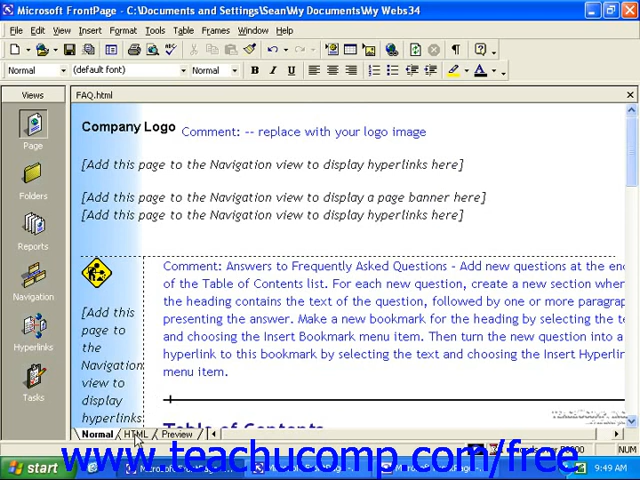 Microsoft FrontPage - C:\Documents and Settings\Sean\My Documents\My Webs34
File Edit View Insert Format Tools Table Frames Window Help
Normal (default font) Normal B I U A
Views FAQ.html
Page
Folders
Reports
Navigation
Hyperlinks
Tasks
Company Logo Comment: -- replace with your logo image
[Add this page to the Navigation view to display hyperlinks here]
[Add this page to the Navigation view to display a page banner here]
[Add this page to the Navigation view to display hyperlinks here]
[Add this
page to
the
Navigation
view to
display
hyperlinks
Comment: Answers to Frequently Asked Questions - Add new questions at the en
of the Table of Contents list. For each new question, create a new section wher
the heading contains the text of the question, followed by one or more paragrap
presenting the answer. Make a new bookmark for the heading by selecting the te
and choosing the Insert Bookmark menu item. Then turn the new question into a
hyperlink to this bookmark by selecting the text and choosing the Insert Hyperlin
menu item.
Table of Contents
TEACHUCOMP, INC.
Normal HTML Preview
NUM
www.teachucomp.com/free
start 9:49 AM